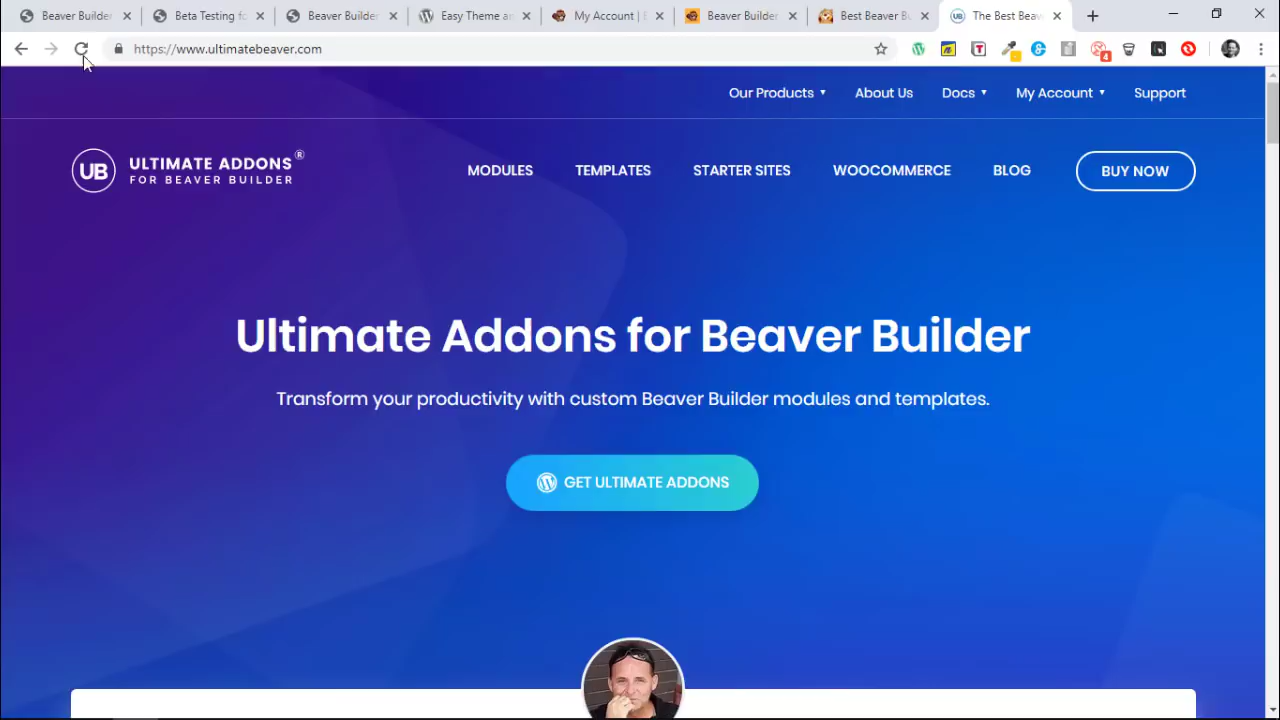 Beaver Builder
Beta Testing fo
Beaver Builder
Easy Theme an
My Account | B
Beaver Builder
Best Beaver Bu
The Best Beav
https://www.ultimatebeaver.com
4
Our Products
About Us
Docs
My Account
Support
UB
ULTIMATE ADDONS®
FOR BEAVER BUILDER
MODULES
TEMPLATES
STARTER SITES
WOOCOMMERCE
BLOG
BUY NOW
Ultimate Addons for Beaver Builder
Transform your productivity with custom Beaver Builder modules and templates.
GET ULTIMATE ADDONS